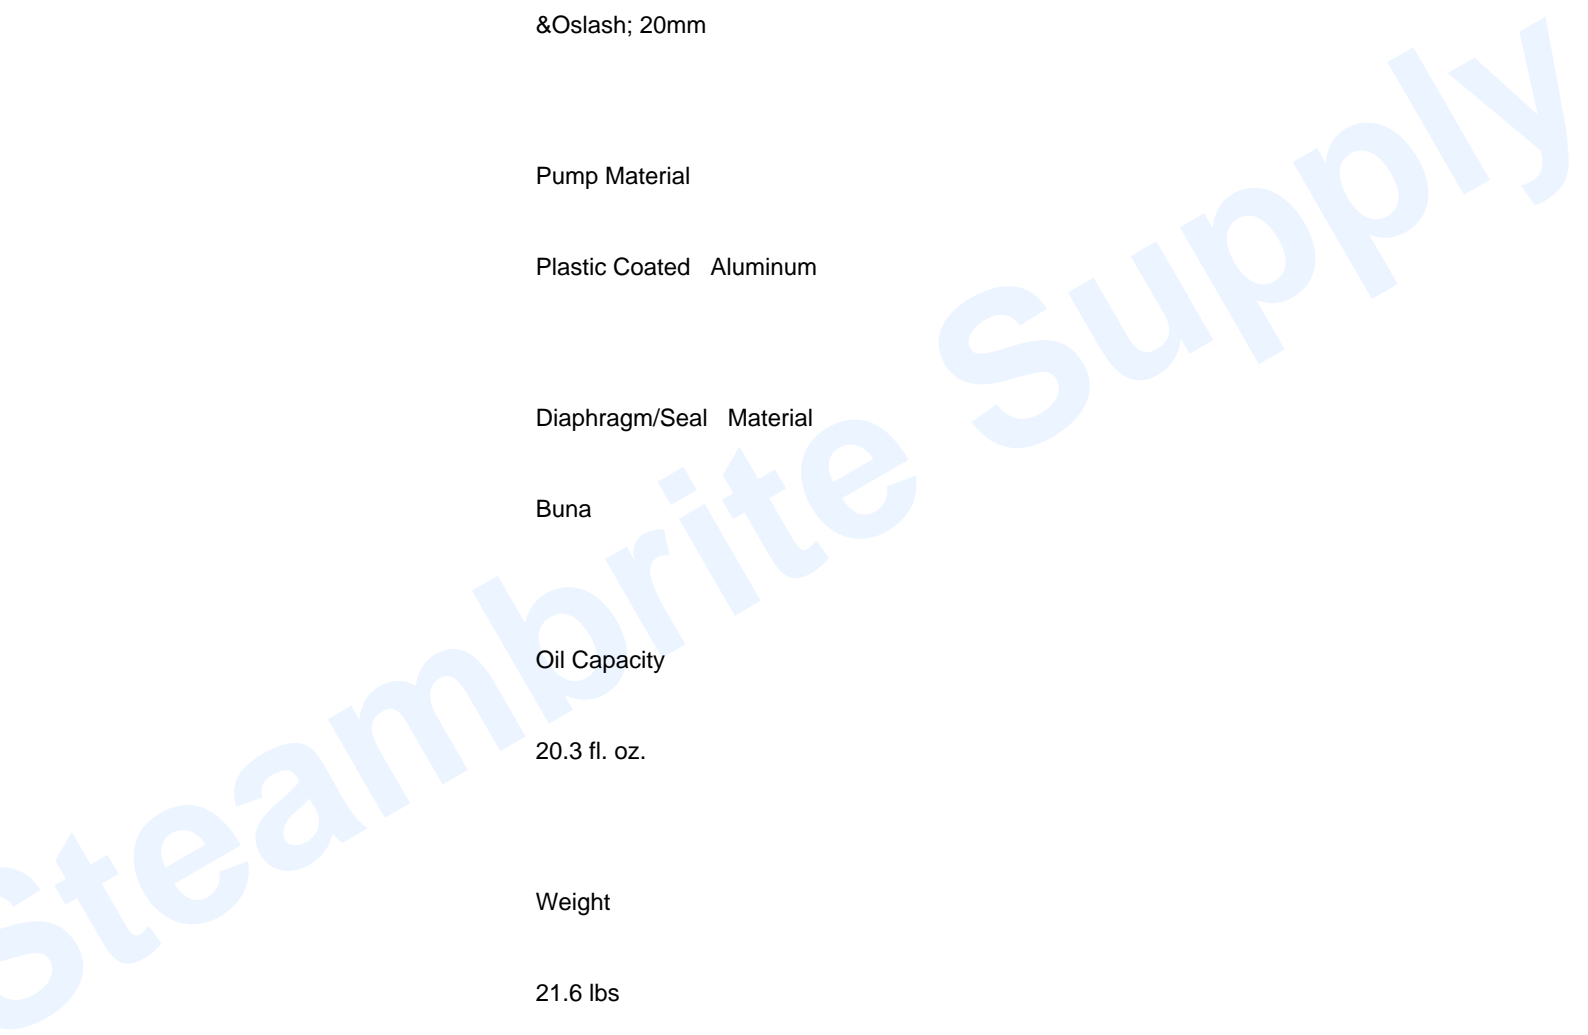 &Oslash; 20mm
Pump Material
Plastic Coated Aluminum
Diaphragm/Seal Material
Buna
Oil Capacity
20.3 fl. oz.
Weight
21.6 lbs
Steambrite Supply